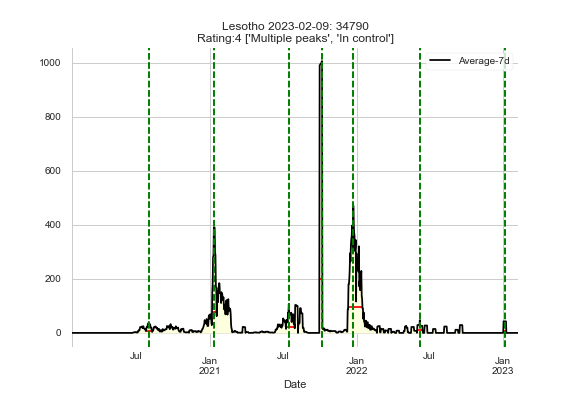 Lesotho 2023-02-09: 34790
Rating:4 ['Multiple peaks', 'In control']
Average-7d
1000
800
600
400
200
0
Jul
Jan
2021
Jul
Jan
2022
Jul
Jan
2023
Date